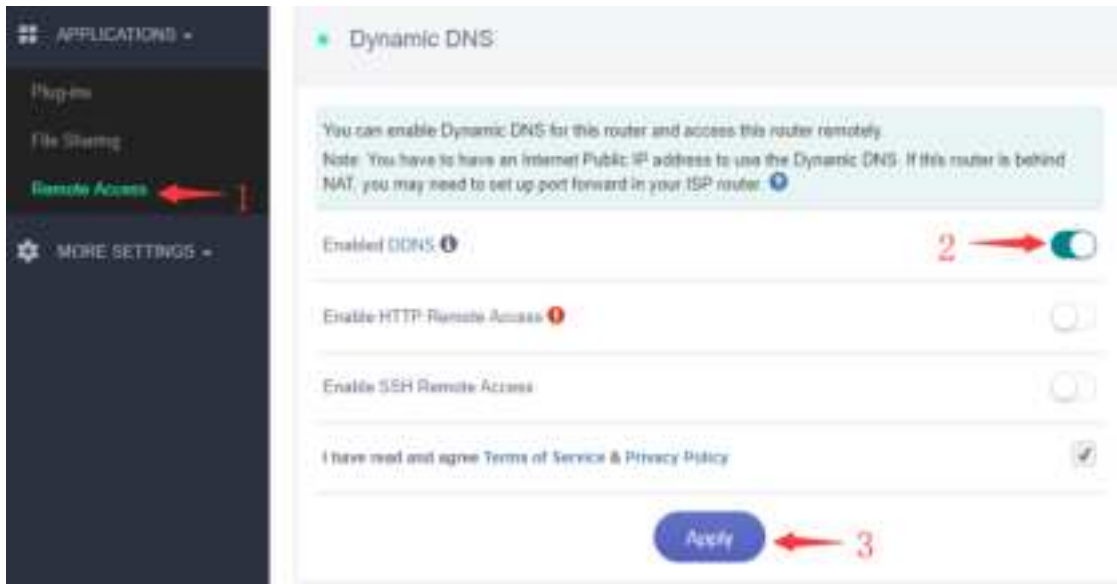 APPLICATIONS
Plug-ins
File Sharing
Remote Access
1
MORE SETTINGS
Dynamic DNS
You can enable Dynamic DNS for this router and access this router remotely.
Note: You have to have an Internet Public IP address to use the Dynamic DNS. If this router is behind
NAT, you may need to set up port forward in your ISP router.
Enabled DDNS
2
Enable HTTP Remote Access
Enable SSH Remote Access
I have read and agree Terms of Service & Privacy Policy
Apply
3